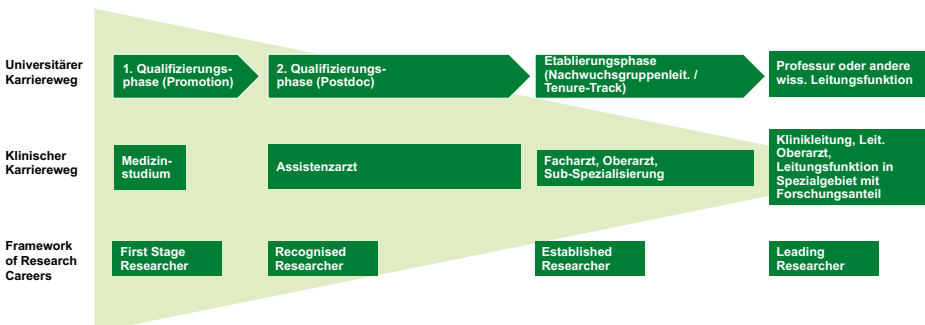 Universitärer
Karriereweg
1. Qualifizierungs-
phase (Promotion)
2. Qualifizierungs-
phase (Postdoc)
Etablierungsphase
(Nachwuchsgruppenleit. /
Tenure-Track)
Professur oder andere
wiss. Leitungsfunktion
Klinischer
Karriereweg
Medizin-
studium
Assistenzarzt
Facharzt, Oberarzt,
Sub-Spezialisierung
Klinikleitung, Leit.
Oberarzt,
Leitungsfunktion in
Spezialgebiet mit
Forschungsanteil
Framework
of Research
Careers
First Stage
Researcher
Recognised
Researcher
Established
Researcher
Leading
Researcher